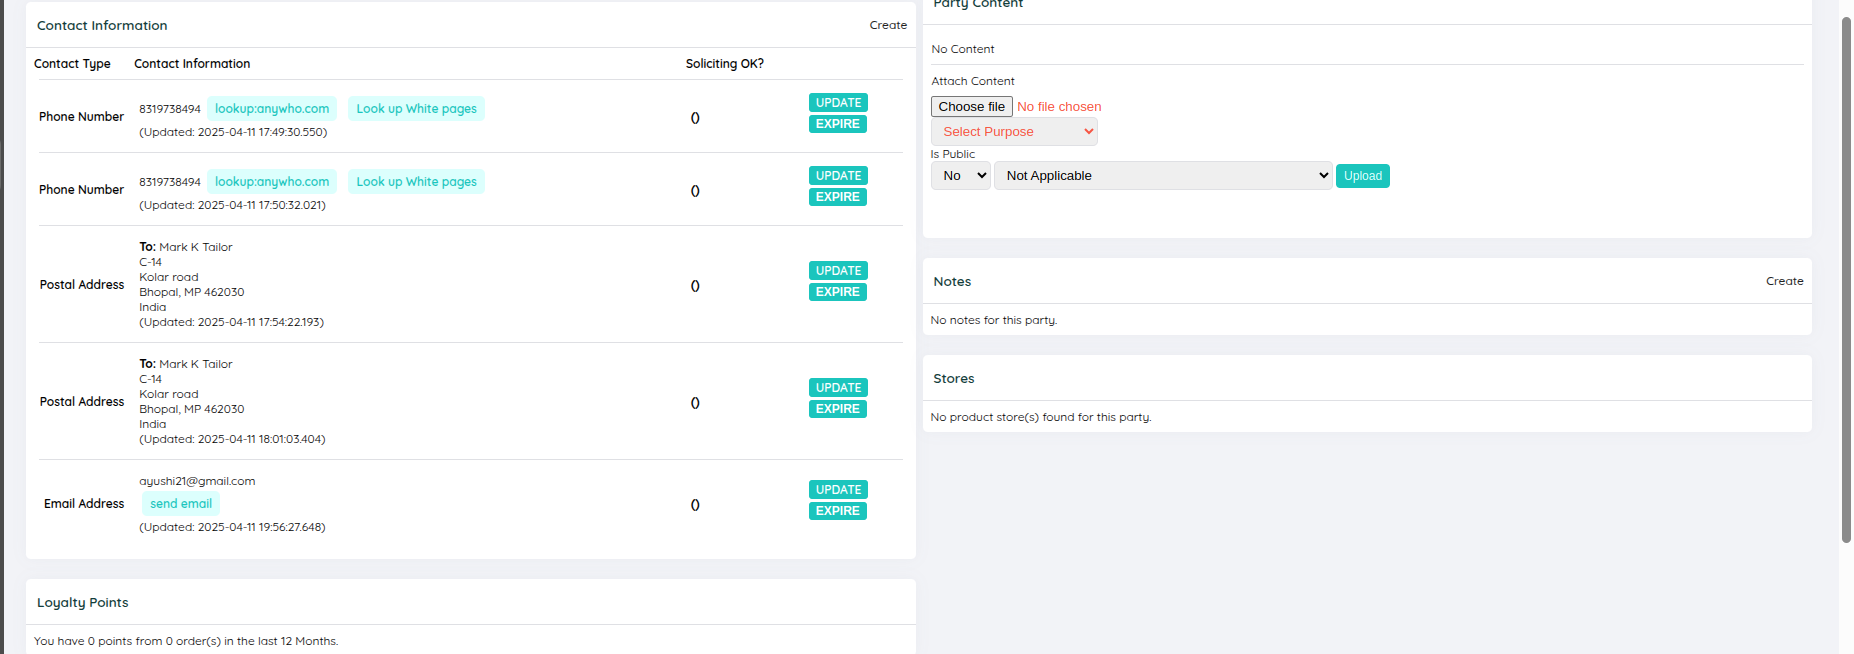 Contact Information Create
Contact Type Contact Information Soliciting OK?
Phone Number 8319738494 lookup:anywho.com Look up White pages () UPDATE
(Updated: 2025-04-11 17:49:30.550) EXPIRE
Phone Number 8319738494 lookup:anywho.com Look up White pages () UPDATE
(Updated: 2025-04-11 17:50:32.021) EXPIRE
To: Mark K Tailor
C-14
Kolar road
Postal Address Bhopal, MP 462030 () UPDATE
India EXPIRE
(Updated: 2025-04-11 17:54:22.193)
To: Mark K Tailor
C-14
Kolar road
Postal Address Bhopal, MP 462030 () UPDATE
India EXPIRE
(Updated: 2025-04-11 18:01:03.404)
ayushi21@gmail.com
Email Address send email () UPDATE
(Updated: 2025-04-11 19:56:27.648) EXPIRE
Loyalty Points
You have 0 points from 0 order(s) in the last 12 Months.
Party Content
No Content
Attach Content
Choose file No file chosen
Select Purpose
Is Public
No Not Applicable Upload
Notes Create
No notes for this party.
Stores
No product store(s) found for this party.